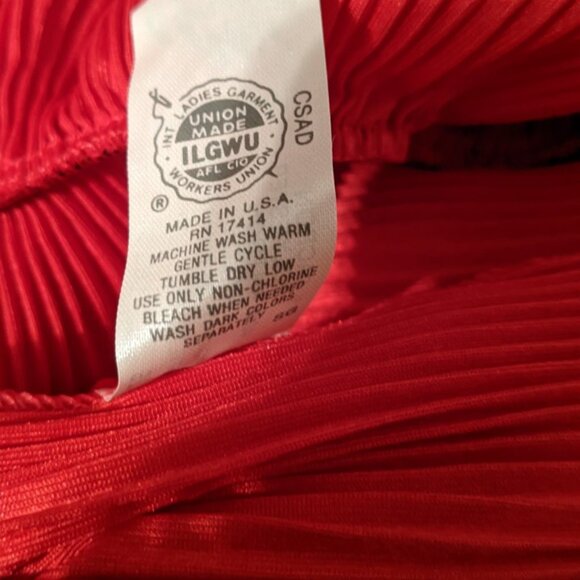 INT LADIES GARMENT
UNION
MADE
ILGWU
AFL CIO
WORKERS UNION
®
CSAD
MADE IN U.S.A.
RN 17414
MACHINE WASH WARM
GENTLE CYCLE
TUMBLE DRY LOW
USE ONLY NON-CHLORINE
BLEACH WHEN NEEDED
WASH DARK COLORS
SEPARATELY SG